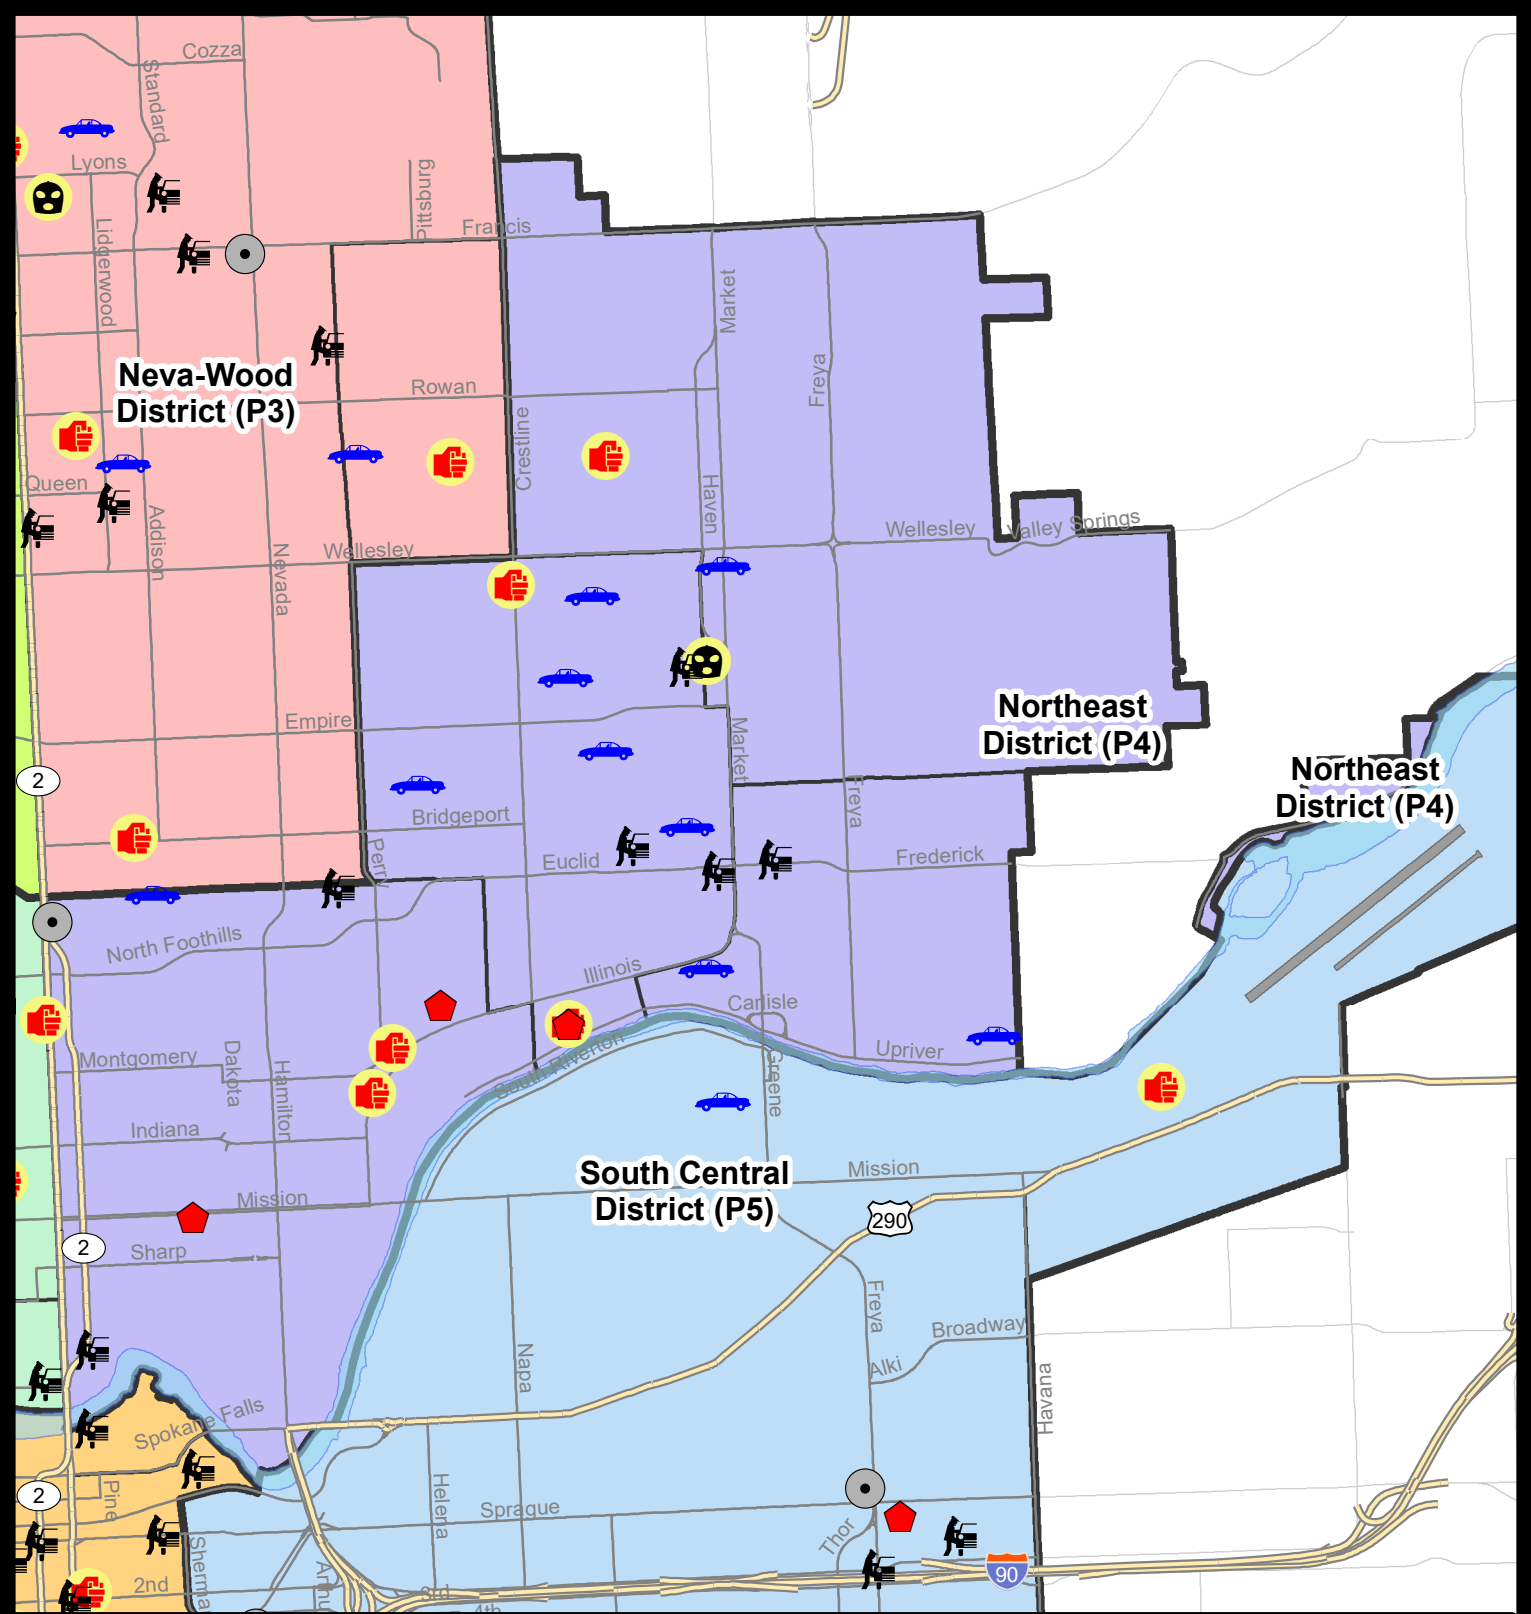 Cozza
Standard
Lyons
Pittsburg
Lidgerwood
Francis
Market
Neva-Wood
District (P3)
Rowan
Freya
Crestline
Queen
Haven
Addison
Nevada
Wellesley
Wellesley
Valley Springs
Northeast
District (P4)
Empire
Market
Northeast
District (P4)
2
Bridgeport
Freya
Perry
Euclid
Frederick
North Foothills
Illinois
Carlisle
Montgomery
Dakota
Hamilton
South Riverton
Greene
Upriver
Indiana
South Central
District (P5)
Mission
Mission
290
2
Sharp
Freya
Broadway
Napa
Alki
Havana
Spokane Falls
2
Pine
Helena
Sprague
Thor
90
2nd
3rd
4th